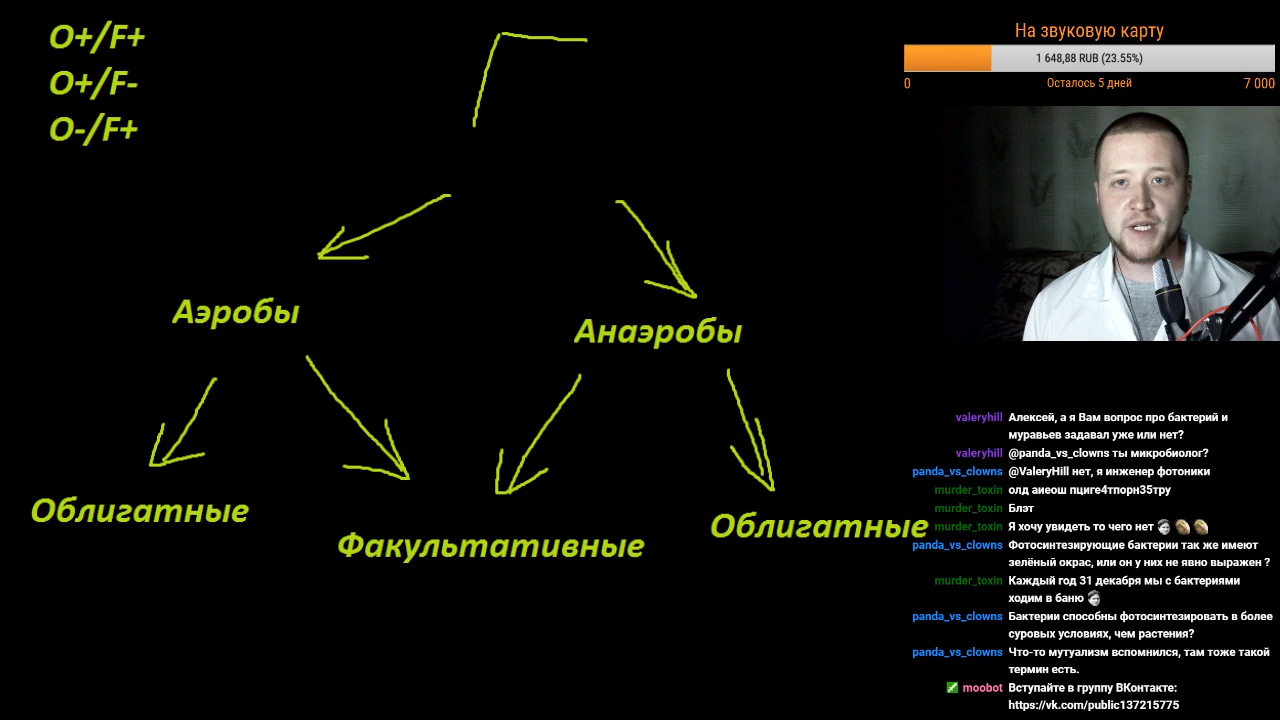 O+/F+
O+/F-
O-/F+
Аэробы
Анаэробы
Облигатные
Факультативные
Облигатные
На звуковую карту
1 648,88 RUB (23.55%)
0
Осталось 5 дней
7 000
valeryhill Алексей, а я Вам вопрос про бактерий и
муравьев задавал уже или нет?
valeryhill @panda_vs_clowns ты микробиолог?
panda_vs_clowns @ValeryHill нет, я инженер фотоники
murder_toxin олд аиеош пциге4тпорн35тру
murder_toxin Блэт
murder_toxin Я хочу увидеть то чего нет
panda_vs_clowns Фотосинтезирующие бактерии так же имеют
зелёный окрас, или он у них не явно выражен ?
murder_toxin Каждый год 31 декабря мы с бактериями
ходим в баню
panda_vs_clowns Бактерии способны фотосинтезировать в более
суровых условиях, чем растения?
panda_vs_clowns Что-то мутуализм вспомнился, там тоже такой
термин есть.
moobot Вступайте в группу ВКонтакте:
https://vk.com/public137215775